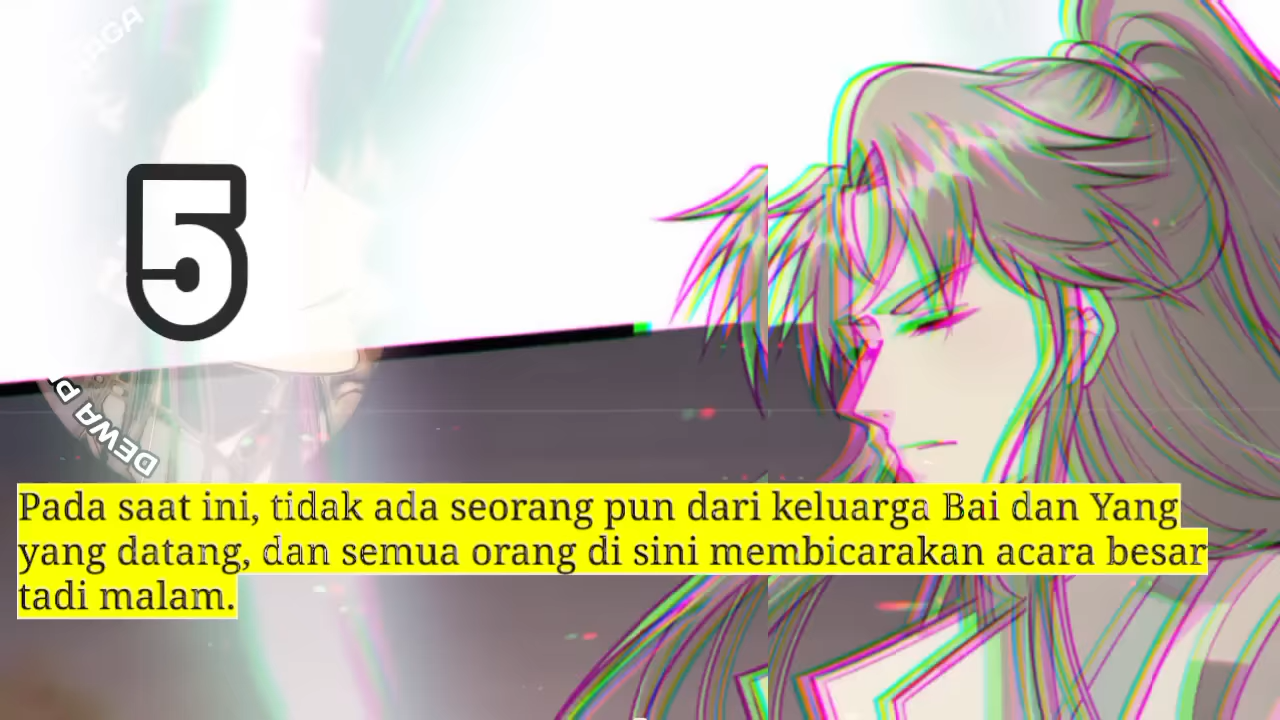 5
DEWA P
Pada saat ini, tidak ada seorang pun dari keluarga Bai dan Yang
yang datang, dan semua orang di sini membicarakan acara besar
tadi malam.